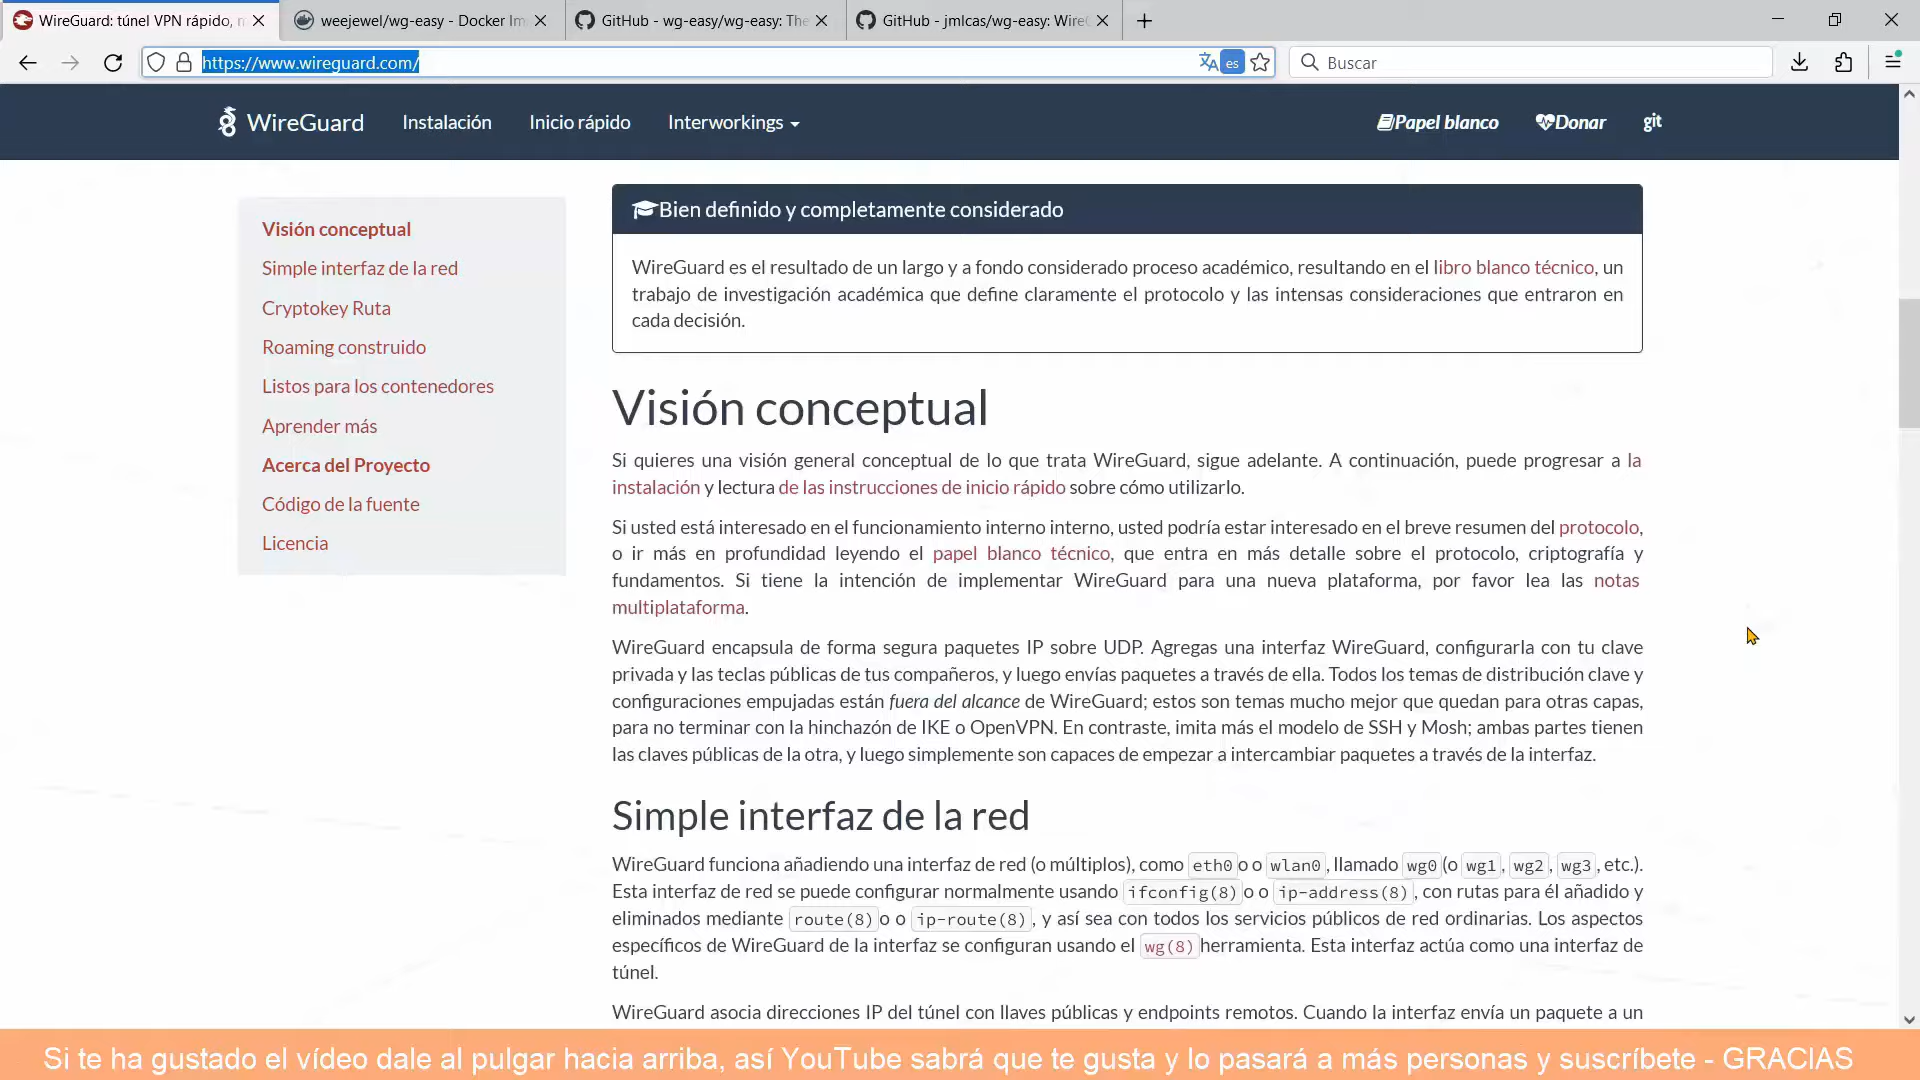 WireGuard: túnel VPN rápido, m
weejewel/wg-easy - Docker Im
GitHub - wg-easy/wg-easy: The
GitHub - jmlcas/wg-easy: WireG
https://www.wireguard.com/
es
Buscar
WireGuard
Instalación
Inicio rápido
Interworkings
Papel blanco
Donar
git
Visión conceptual
Simple interfaz de la red
Cryptokey Ruta
Roaming construido
Listos para los contenedores
Aprender más
Acerca del Proyecto
Código de la fuente
Licencia
Bien definido y completamente considerado
WireGuard es el resultado de un largo y a fondo considerado proceso académico, resultando en el libro blanco técnico, un
trabajo de investigación académica que define claramente el protocolo y las intensas consideraciones que entraron en
cada decisión.
Visión conceptual
Si quieres una visión general conceptual de lo que trata WireGuard, sigue adelante. A continuación, puede progresar a la
instalación y lectura de las instrucciones de inicio rápido sobre cómo utilizarlo.
Si usted está interesado en el funcionamiento interno interno, usted podría estar interesado en el breve resumen del protocolo,
o ir más en profundidad leyendo el papel blanco técnico, que entra en más detalle sobre el protocolo, criptografía y
fundamentos. Si tiene la intención de implementar WireGuard para una nueva plataforma, por favor lea las notas
multiplataforma.
WireGuard encapsula de forma segura paquetes IP sobre UDP. Agregas una interfaz WireGuard, configurarla con tu clave
privada y las teclas públicas de tus compañeros, y luego envías paquetes a través de ella. Todos los temas de distribución clave y
configuraciones empujadas están fuera del alcance de WireGuard; estos son temas mucho mejor que quedan para otras capas,
para no terminar con la hinchazón de IKE o OpenVPN. En contraste, imita más el modelo de SSH y Mosh; ambas partes tienen
las claves públicas de la otra, y luego simplemente son capaces de empezar a intercambiar paquetes a través de la interfaz.
Simple interfaz de la red
WireGuard funciona añadiendo una interfaz de red (o múltiplos), como eth0 o o wlan0, llamado wg0 (o wg1, wg2, wg3, etc.).
Esta interfaz de red se puede configurar normalmente usando ifconfig(8) o o ip-address(8), con rutas para él añadido y
eliminados mediante route(8) o o ip-route(8), y así sea con todos los servicios públicos de red ordinarias. Los aspectos
específicos de WireGuard de la interfaz se configuran usando el wg(8) herramienta. Esta interfaz actúa como una interfaz de
túnel.
WireGuard asocia direcciones IP del túnel con llaves públicas y endpoints remotos. Cuando la interfaz envía un paquete a un
Si te ha gustado el vídeo dale al pulgar hacia arriba, así YouTube sabrá que te gusta y lo pasará a más personas y suscríbete - GRACIAS